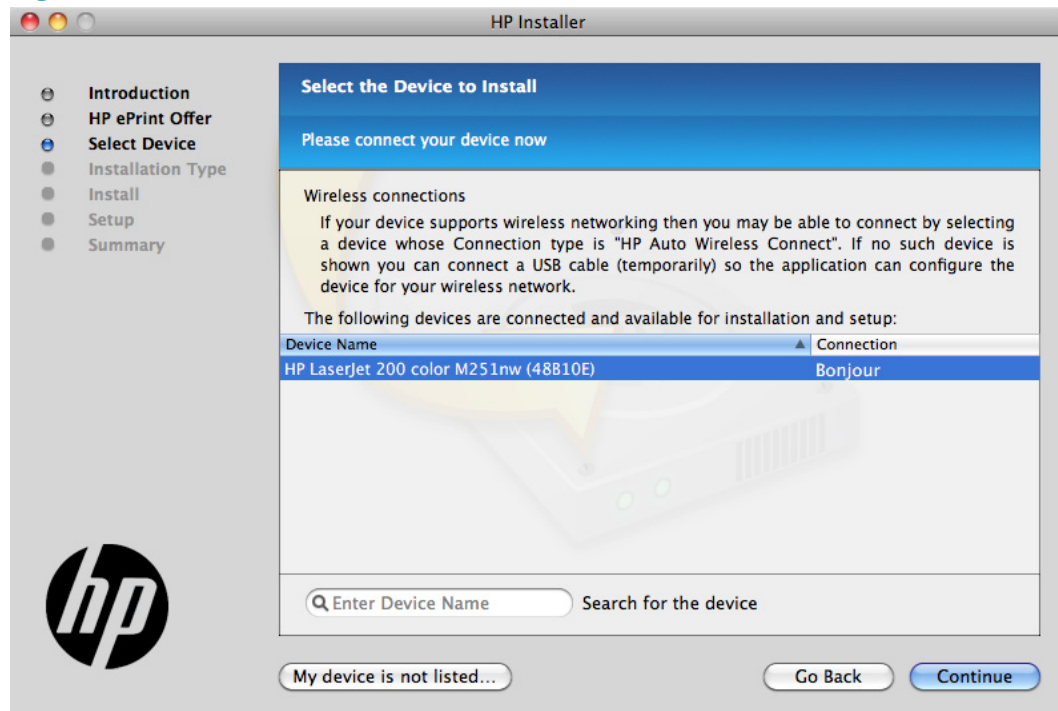 HP Installer
Introduction
HP ePrint Offer
Select Device
Installation Type
Install
Setup
Summary
Select the Device to Install
Please connect your device now
Wireless connections
If your device supports wireless networking then you may be able to connect by selecting
a device whose Connection type is "HP Auto Wireless Connect". If no such device is
shown you can connect a USB cable (temporarily) so the application can configure the
device for your wireless network.
The following devices are connected and available for installation and setup:
Device Name Connection
HP LaserJet 200 color M251nw (48B10E) Bonjour
Enter Device Name Search for the device
hp
My device is not listed... Go Back Continue